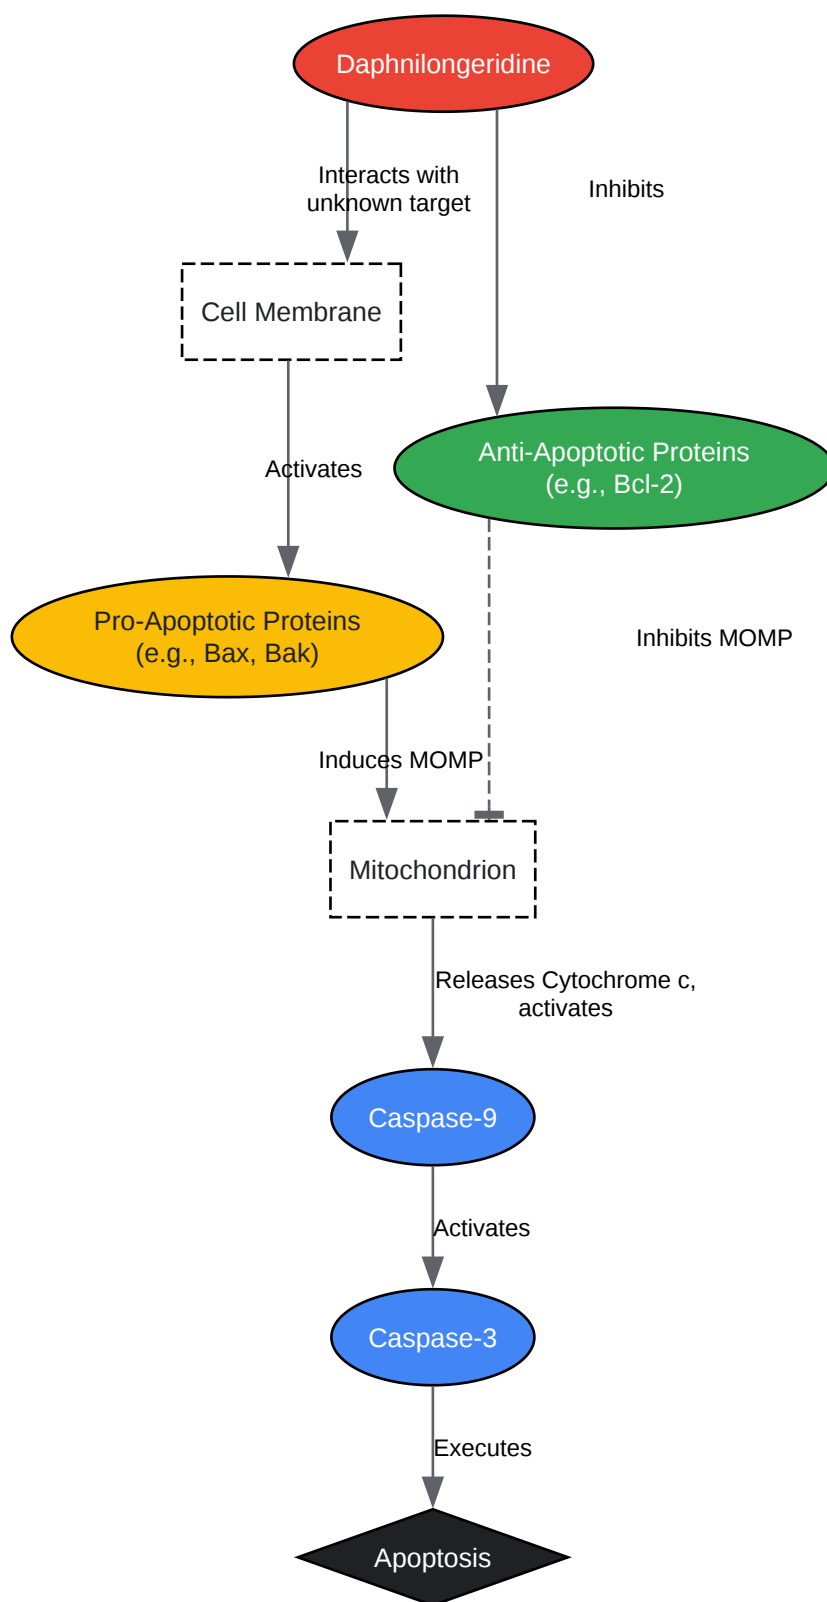 Daphnilongeridine
Interacts with
unknown target
Inhibits
Cell Membrane
Activates
Anti-Apoptotic Proteins
(e.g., Bcl-2)
Pro-Apoptotic Proteins
(e.g., Bax, Bak)
Inhibits MOMP
Induces MOMP
Mitochondrion
Releases Cytochrome c,
activates
Caspase-9
Activates
Caspase-3
Executes
Apoptosis